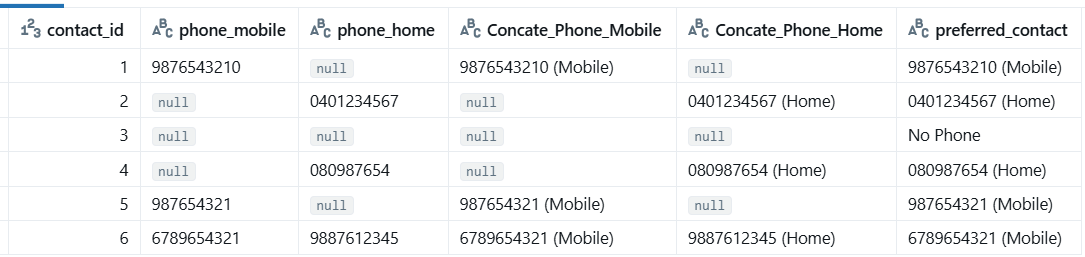 123 contact_id ABC phone_mobile ABC phone_home ABC Concate_Phone_Mobile ABC Concate_Phone_Home ABC preferred_contact
1 9876543210 null 9876543210 (Mobile) null 9876543210 (Mobile)
2 null 0401234567 null 0401234567 (Home) 0401234567 (Home)
3 null null null null No Phone
4 null 080987654 null 080987654 (Home) 080987654 (Home)
5 987654321 null 987654321 (Mobile) null 987654321 (Mobile)
6 6789654321 9887612345 6789654321 (Mobile) 9887612345 (Home) 6789654321 (Mobile)